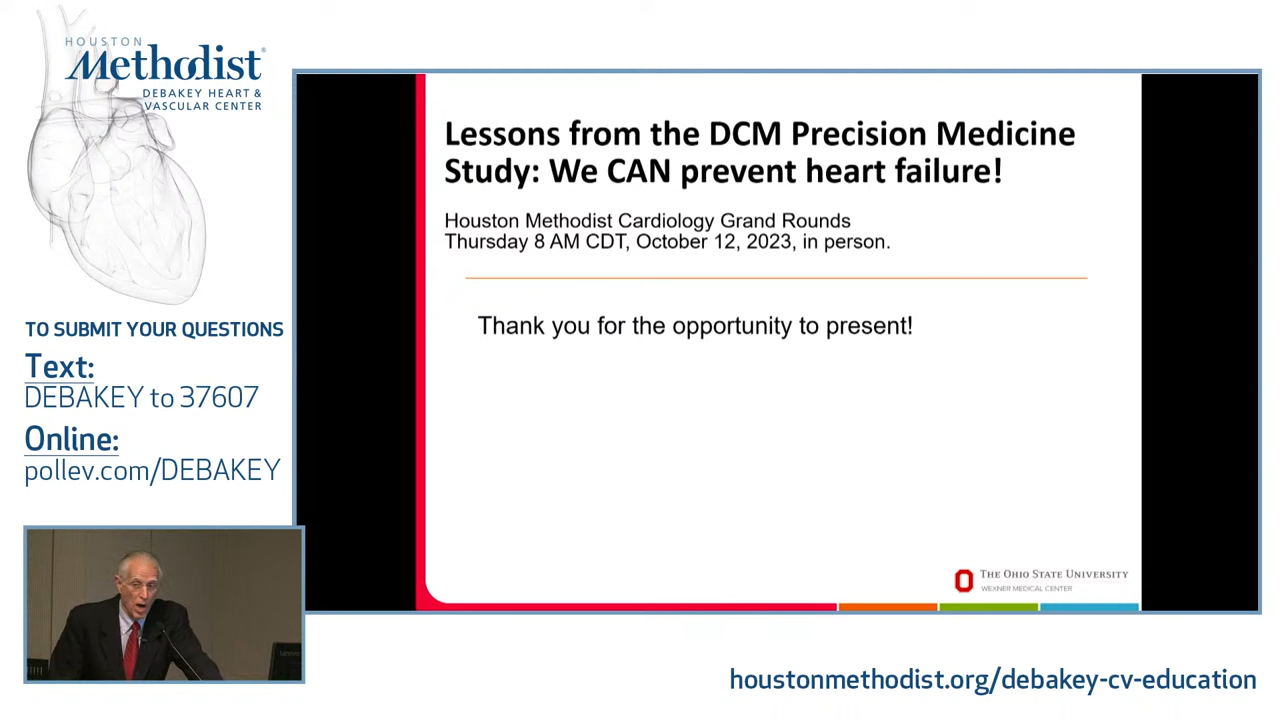 HOUSTON
Methodist®
DEBAKEY HEART &
VASCULAR CENTER
TO SUBMIT YOUR QUESTIONS
Text:
DEBAKEY to 37607
Online:
pollev.com/DEBAKEY
Lessons from the DCM Precision Medicine
Study: We CAN prevent heart failure!
Houston Methodist Cardiology Grand Rounds
Thursday 8 AM CDT, October 12, 2023, in person.
Thank you for the opportunity to present!
THE OHIO STATE UNIVERSITY
WEXNER MEDICAL CENTER
houstonmethodist.org/debakey-cv-education